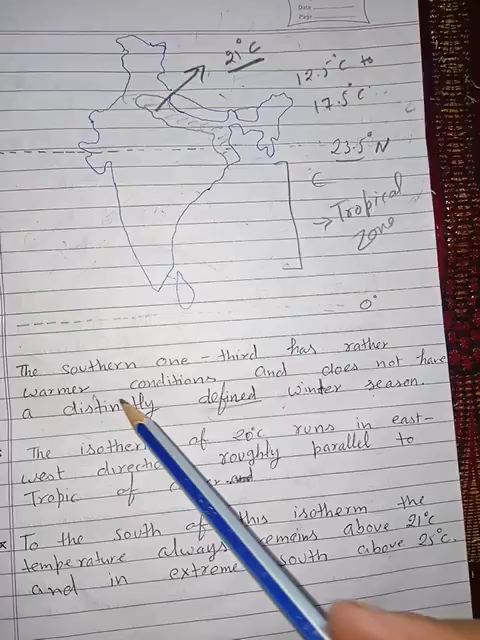 Date
Page
21°C
12.5°C to
17.5°C
23.5°N
→ Tropical
zone
0°
The southern one-third has rather
warmer conditions and does not have
a distinctly defined winter season.
The isotherm of 20°C runs in east-
west direction roughly parallel to
Tropic of
To the south of this isotherm the
temperature always remains above 21°C
and in extreme south above 25°C.